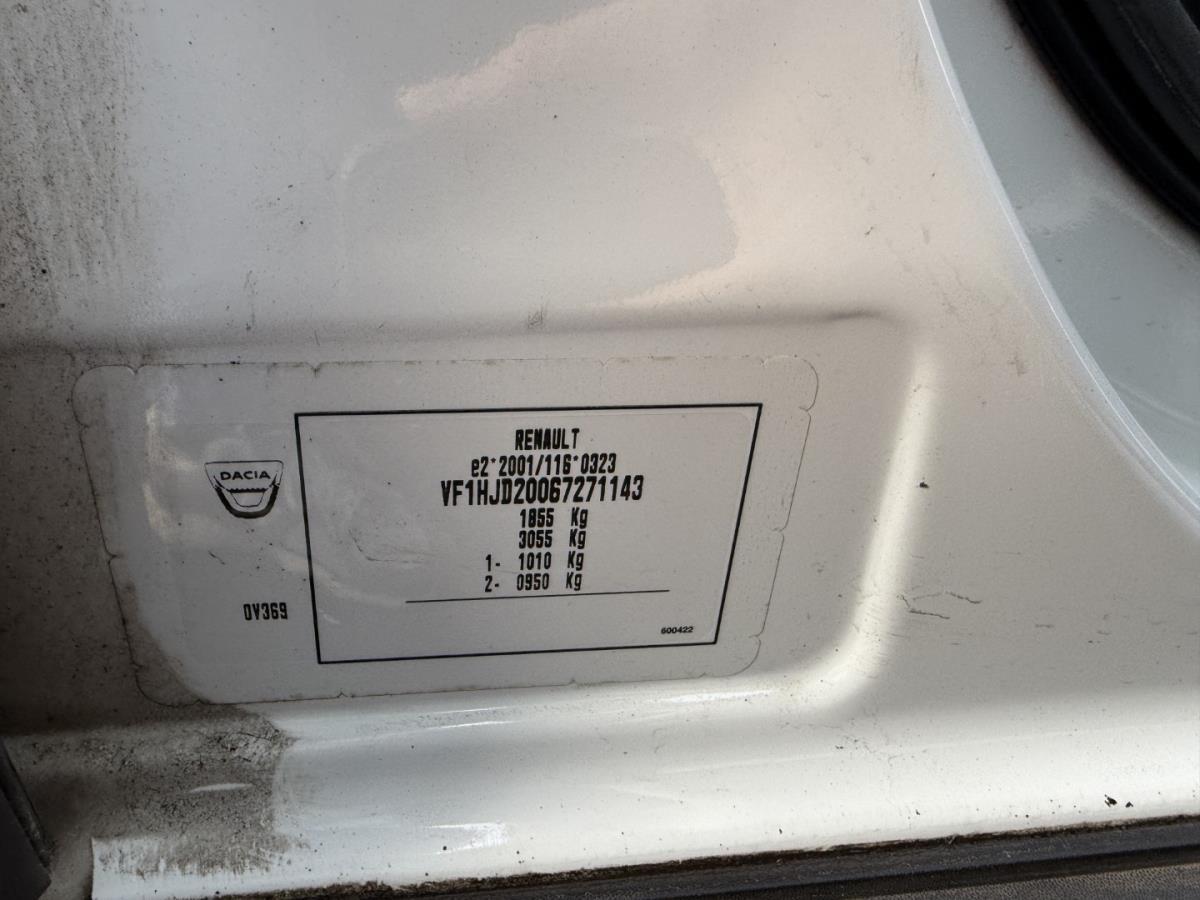 RENAULT
e2*2001/116*0323
VF1HJD20067271143
1855 Kg
3055 Kg
1- 1010 Kg
2- 0950 Kg
DACIA
0V369
600422